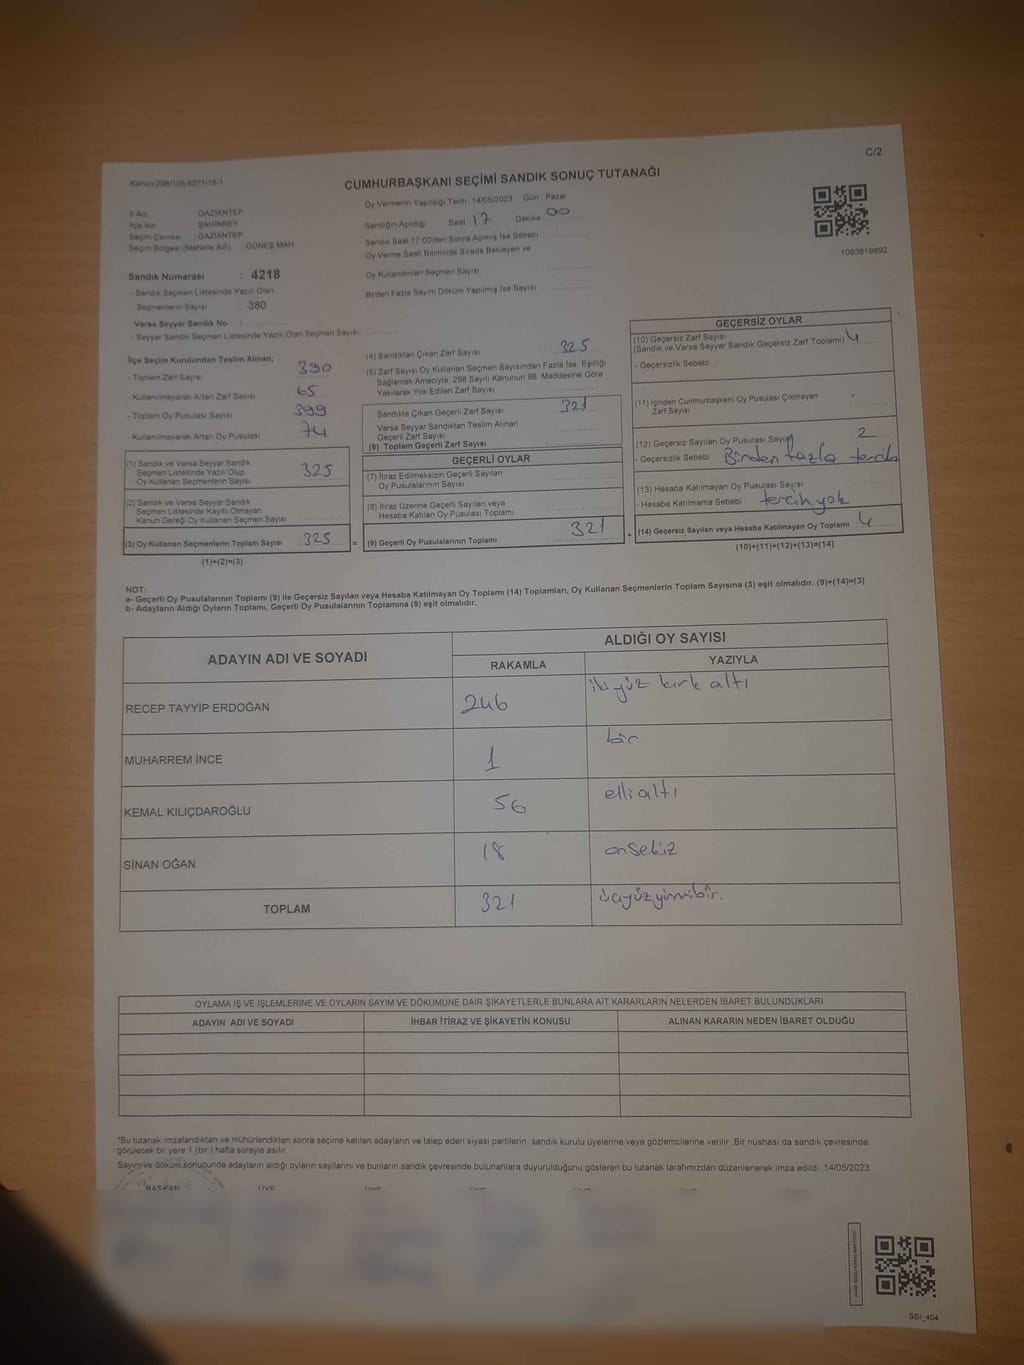 C/2
Kanun:298/105,6271/19-1
CUMHURBAŞKANI SEÇİMİ SANDIK SONUÇ TUTANAĞI
İl Adı : GAZİANTEP
İlçe Adı : ŞAHİNBEY
Seçim Çevresi : GAZİANTEP
Seçim Bölgesi (Mahalle Adı) GÜNEŞ MAH
Oy Vermenin Yapıldığı Tarih 14/05/2023 Gün Pazar
Sandığın Açıldığı Saat 17 Dakika 00
Sandık Saat 17:00'den Sonra Açılmış İse Sebebi :
Oy Verme Saati Bitiminde Sırada Bekleyen ve
Oy Kullandırılan Seçmen Sayısı
Birden Fazla Sayım Döküm Yapılmış İse Sayısı :
1093819892
Sandık Numarası : 4218
- Sandık Seçmen Listesinde Yazılı Olan
Seçmenlerin Sayısı : 380
Varsa Seyyar Sandık No :
- Seyyar Sandık Seçmen Listesinde Yazılı Olan Seçmen Sayısı:
İlçe Seçim Kurulundan Teslim Alınan;
- Toplam Zarf Sayısı 390
- Kullanılmayarak Artan Zarf Sayısı 65
- Toplam Oy Pusulası Sayısı 399
- Kullanılmayarak Artan Oy Pusulası 74
(1) Sandık ve Varsa Seyyar Sandık
Seçmen Listesinde Yazılı Olup
Oy Kullanan Seçmenlerin Sayısı 325
(2) Sandık ve Varsa Seyyar Sandık
Seçmen Listesinde Kayıtlı Olmayan
Kanun Gereği Oy Kullanan Seçmen Sayısı
(3) Oy Kullanan Seçmenlerin Toplam Sayısı 325 =
(1)+(2)=(3)
(4) Sandıktan Çıkan Zarf Sayısı 325
(5) Zarf Sayısı Oy Kullanan Seçmen Sayısından Fazla İse, Eşitliği
Sağlamak Amacıyla, 298 Sayılı Kanunun 98. Maddesine Göre
Yakılarak Yok Edilen Zarf Sayısı
Sandıkta Çıkan Geçerli Zarf Sayısı 321
Varsa Seyyar Sandıktan Teslim Alınan
Geçerli Zarf Sayısı
(6) Toplam Geçerli Zarf Sayısı
GEÇERLİ OYLAR
(7) İtiraz Edilmeksizin Geçerli Sayılan
Oy Pusulalarının Sayısı
(8) İtiraz Üzerine Geçerli Sayılan veya
Hesaba Katılan Oy Pusulası Toplamı
(9) Geçerli Oy Pusulalarının Toplamı 321 +
GEÇERSİZ OYLAR
(10) Geçersiz Zarf Sayısı
(Sandık ve Varsa Seyyar Sandık Geçersiz Zarf Toplamı) 4
- Geçersizlik Sebebi :
(11) İçinden Cumhurbaşkanı Oy Pusulası Çıkmayan
Zarf Sayısı
(12) Geçersiz Sayılan Oy Pusulası Sayısı 2
- Geçersizlik Sebebi : Birden fazla tercih
(13) Hesaba Katılmayan Oy Pusulası Sayısı
- Hesaba Katılmama Sebebi : tercih yok
(14) Geçersiz Sayılan veya Hesaba Katılmayan Oy Toplamı : 4
(10)+(11)+(12)+(13)=(14)
NOT:
a- Geçerli Oy Pusulalarının Toplamı (9) ile Geçersiz Sayılan veya Hesaba Katılmayan Oy Toplamı (14) Toplamları, Oy Kullanan Seçmenlerin Toplam Sayısına (3) eşit olmalıdır. (9)+(14)=(3)
b- Adayların Aldığı Oyların Toplamı, Geçerli Oy Pusulalarının Toplamına (9) eşit olmalıdır.
ADAYIN ADI VE SOYADI
ALDIĞI OY SAYISI
RAKAMLA YAZIYLA
RECEP TAYYİP ERDOĞAN 246 iki yüz kırk altı
MUHARREM İNCE 1 bir
KEMAL KILIÇDAROĞLU 56 elli altı
SİNAN OĞAN 18 onsekiz
TOPLAM 321 üçyüzyirmibir.
OYLAMA İŞ VE İŞLEMLERİNE VE OYLARIN SAYIM VE DÖKÜMÜNE DAİR ŞİKAYETLERLE BUNLARA AİT KARARLARIN NELERDEN İBARET BULUNDUKLARI
ADAYIN ADI VE SOYADI İHBAR İTİRAZ VE ŞİKAYETİN KONUSU ALINAN KARARIN NEDEN İBARET OLDUĞU
*Bu tutanak imzalandıktan ve mühürlendikten sonra seçime katılan adayların ve talep eden siyasi partilerin, sandık kurulu üyelerine veya gözlemcilerine verilir. Bir nüshası da sandık çevresinde
görülecek bir yere 1 (bir) hafta süreyle asılır.
Sayım ve döküm sonucunda adayların aldığı oyların sayılarını ve bunların sandık çevresinde bulunanlara duyurulduğunu gösteren bu tutanak tarafımızdan düzenlenerek imza edildi. 14/05/2023
BAŞKAN ÜYE ÜYE
SSI_404